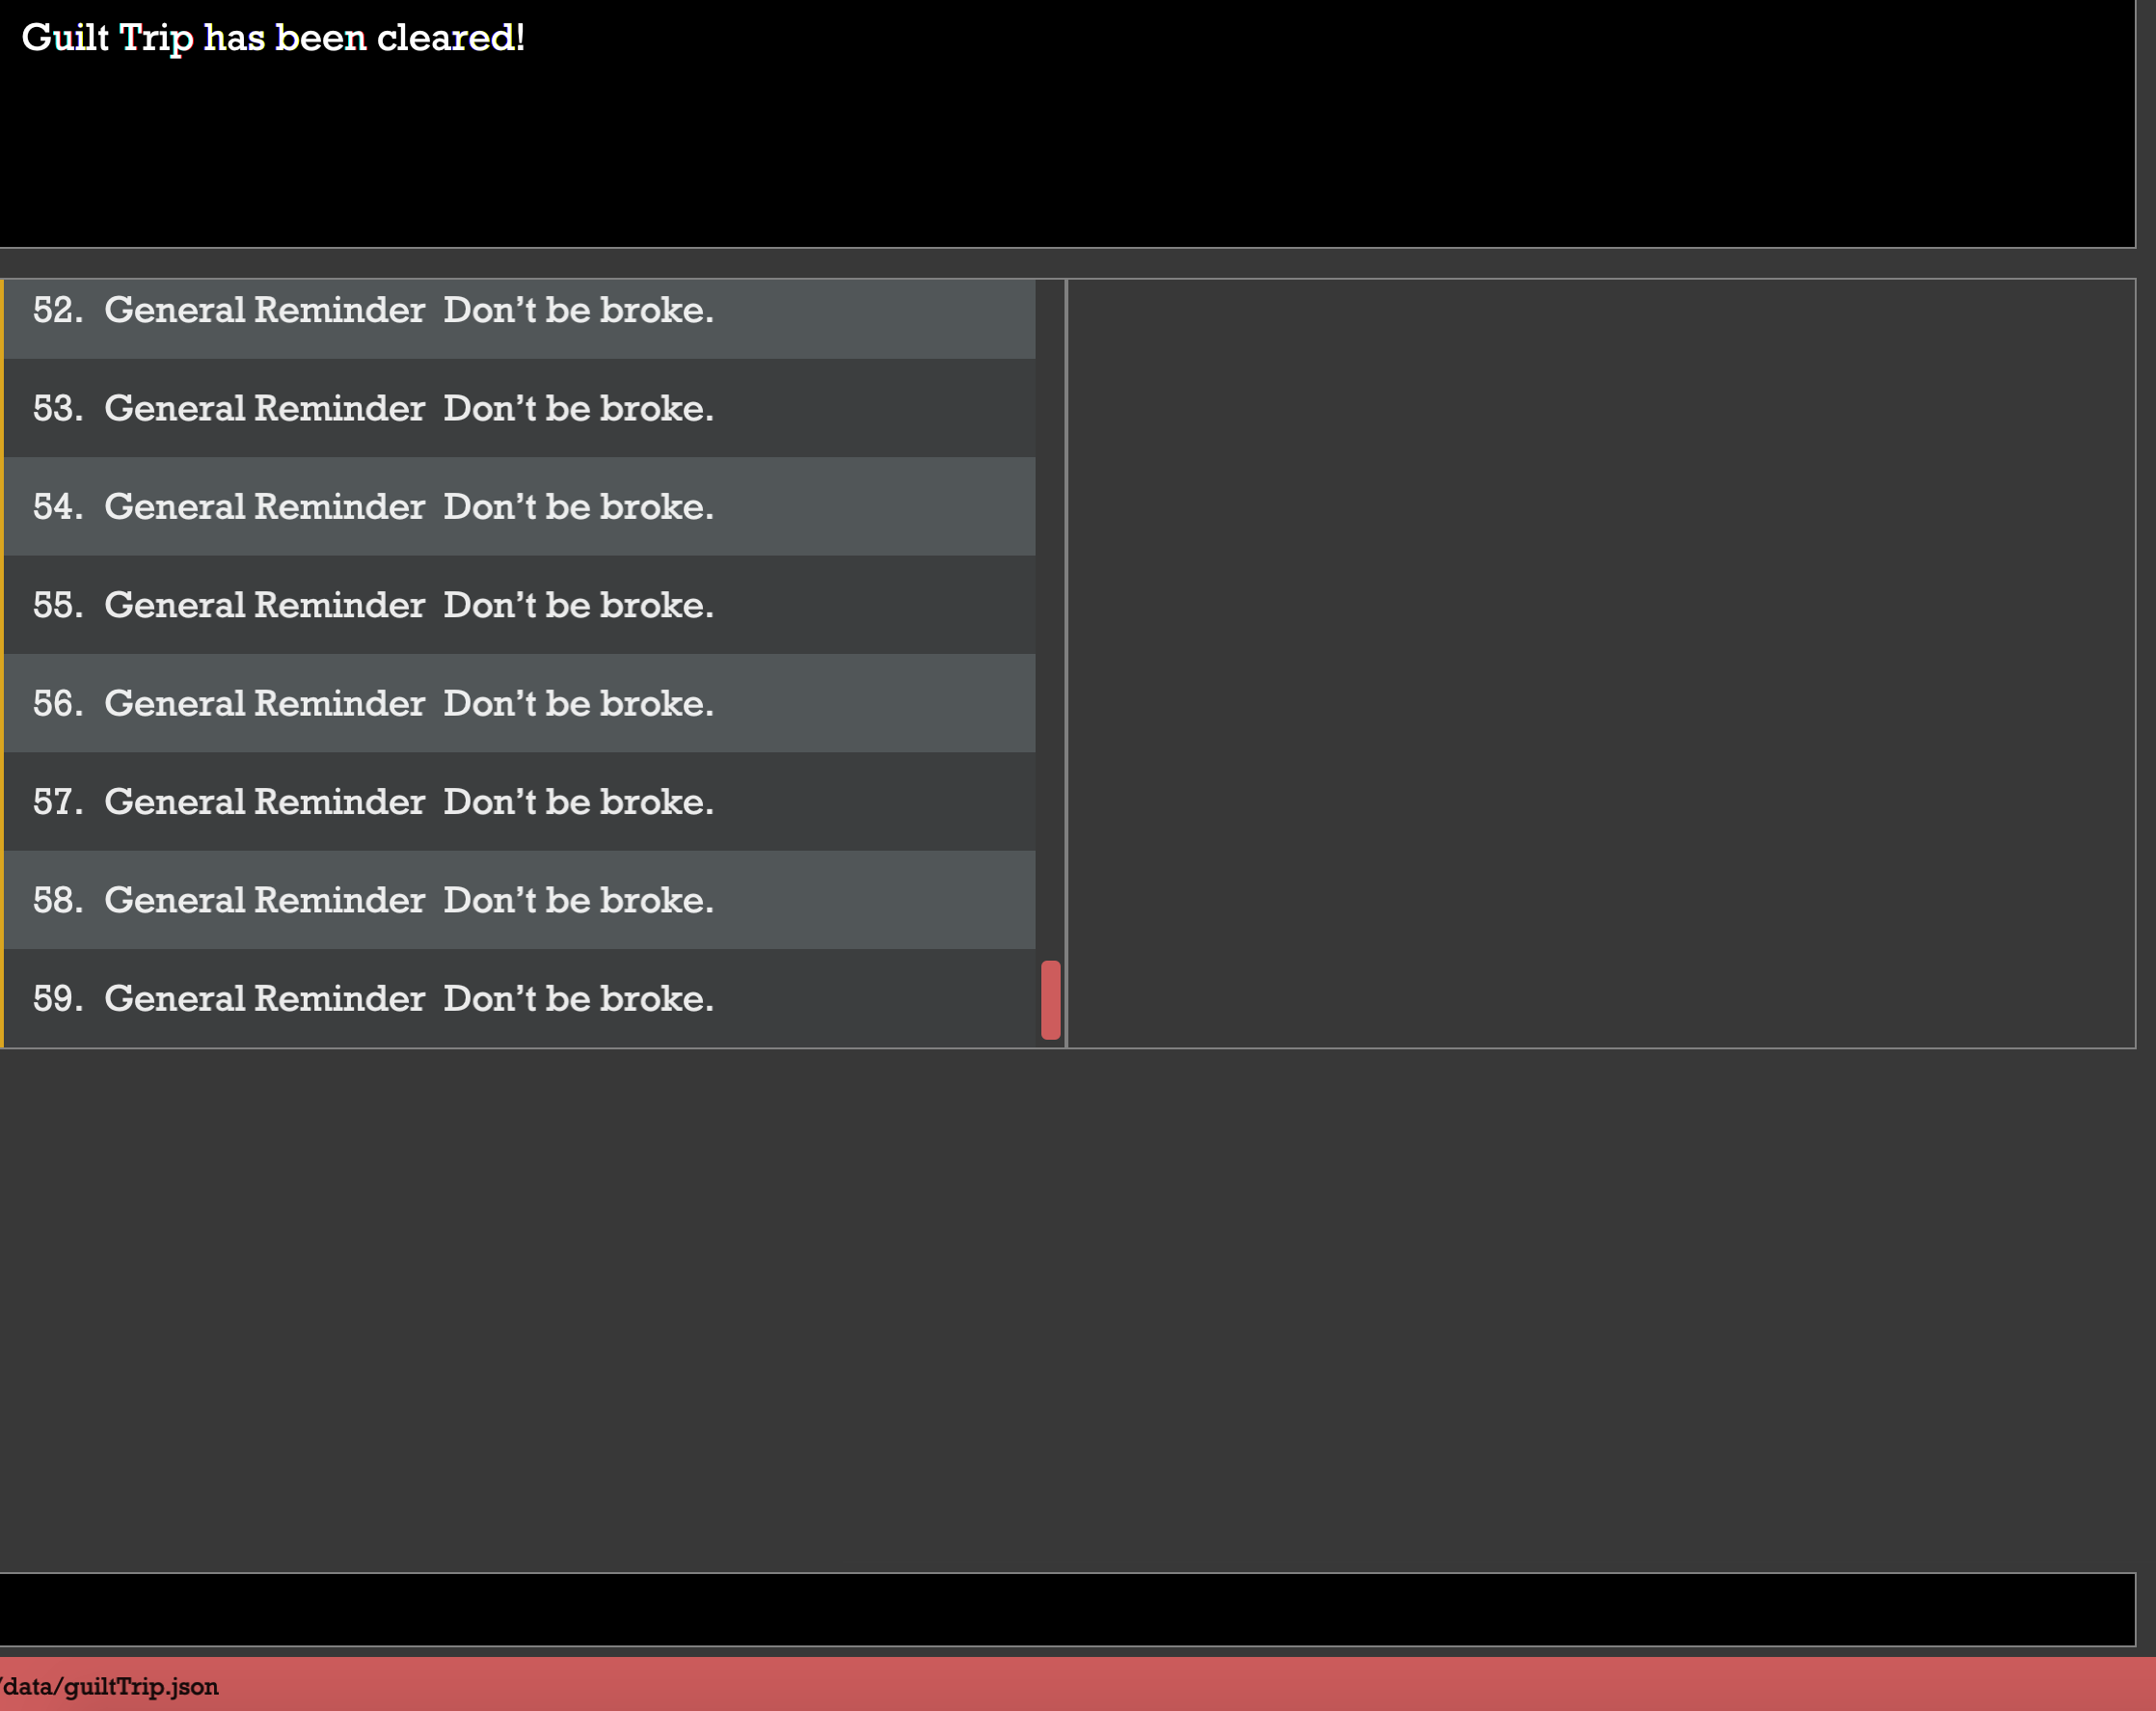 Guilt Trip has been cleared!
52. General Reminder Don’t be broke.
53. General Reminder Don’t be broke.
54. General Reminder Don’t be broke.
55. General Reminder Don’t be broke.
56. General Reminder Don’t be broke.
57. General Reminder Don’t be broke.
58. General Reminder Don’t be broke.
59. General Reminder Don’t be broke.
/data/guiltTrip.json